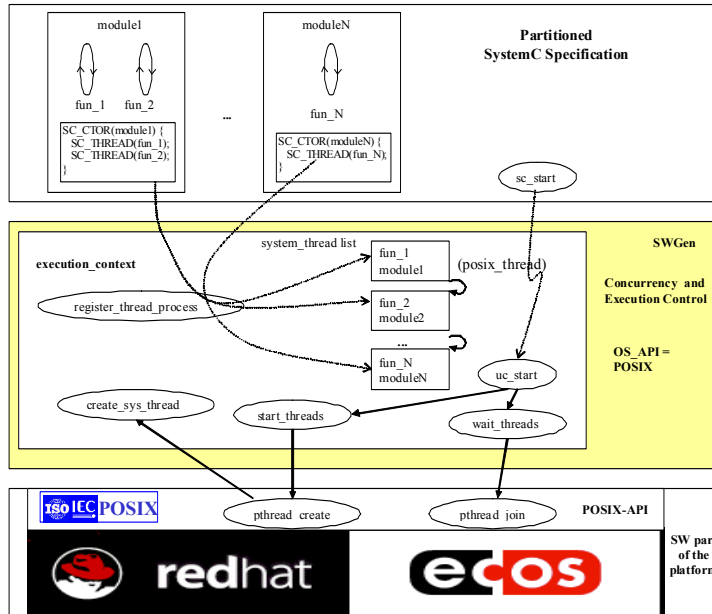 module1
moduleN
Partitioned
SystemC Specification
fun_1
fun_2
...
fun_N
SC_CTOR(module1) {
SC_THREAD(fun_1);
SC_THREAD(fun_2);
}
SC_CTOR(moduleN) {
SC_THREAD(fun_N);
}
sc_start
system_thread list
execution_context
register_thread_process
fun_1
module1
(posix_thread)
fun_2
module2
...
fun_N
moduleN
SWGen
Concurrency and
Execution Control
OS_API =
POSIX
uc_start
create_sys_thread
start_threads
wait_threads
ISO IEC POSIX
pthread_create
pthread_join
POSIX-API
redhat
ecos
SW part
of the
platform